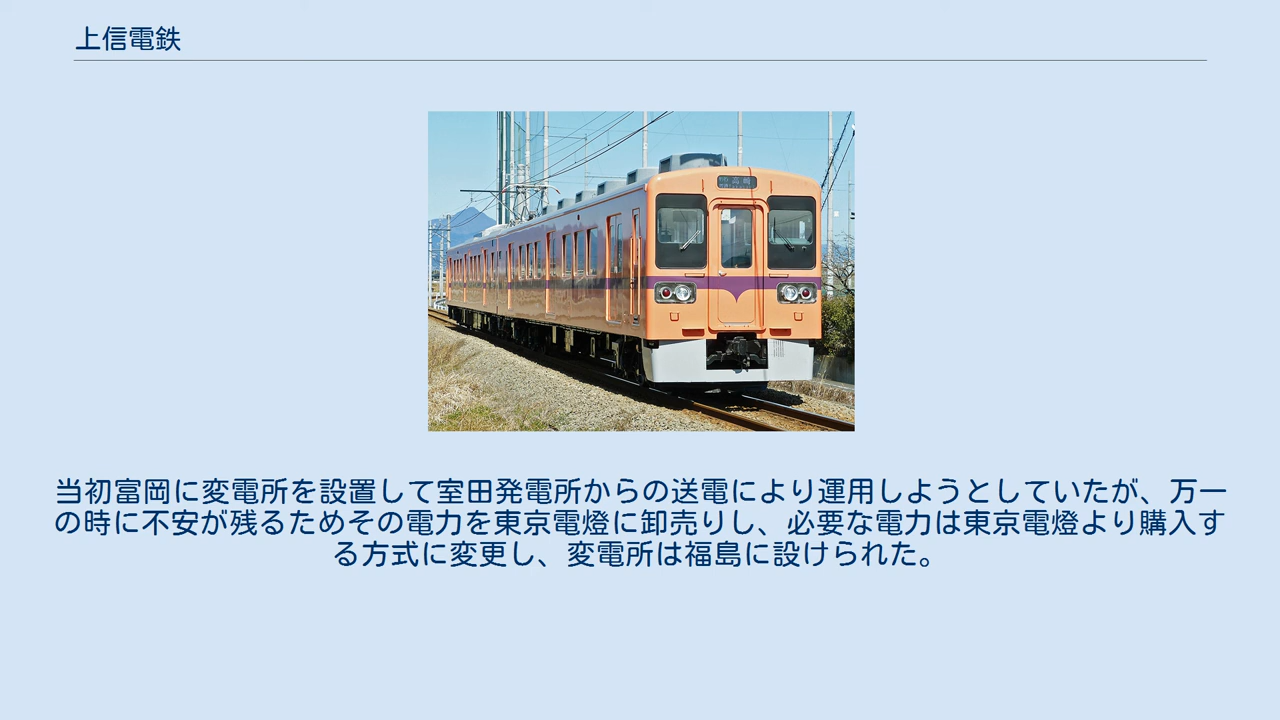 上信電鉄
高崎
当初富岡に変電所を設置して室田発電所からの送電により運用しようとしていたが、万一
の時に不安が残るためその電力を東京電燈に卸売りし、必要な電力は東京電燈より購入す
る方式に変更し、変電所は福島に設けられた。